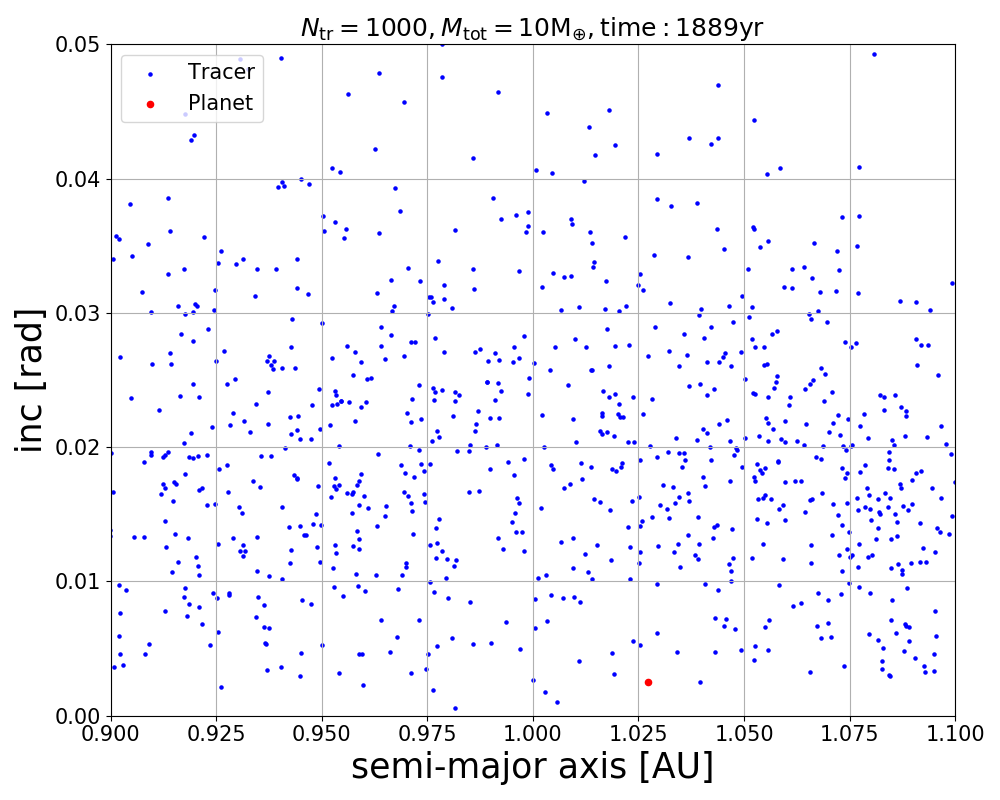 N_tr = 1000, M_tot = 10M_⊕, time : 1889yr
Tracer
Planet
inc [rad]
0.05
0.04
0.03
0.02
0.01
0.00
0.900 0.925 0.950 0.975 1.000 1.025 1.050 1.075 1.100
semi-major axis [AU]